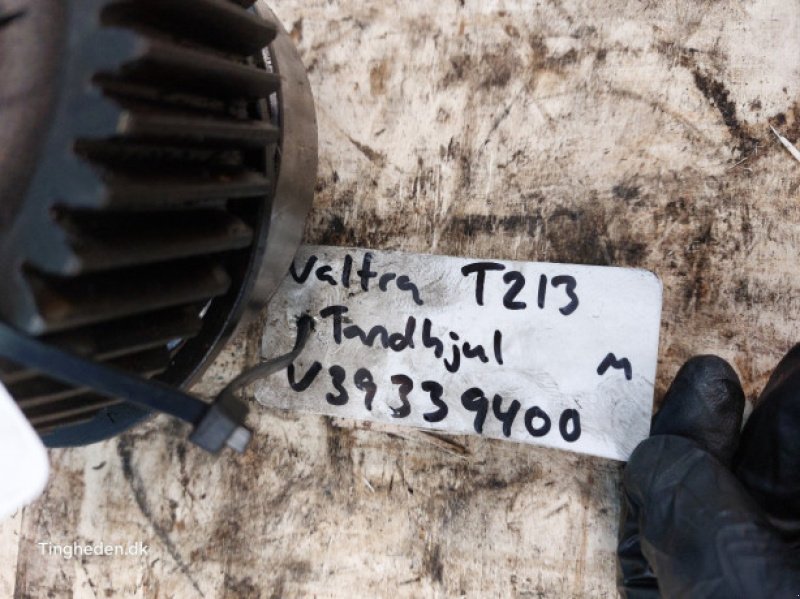 Valtra T213
Tandhjul M
V39339400
Tingheden.dk